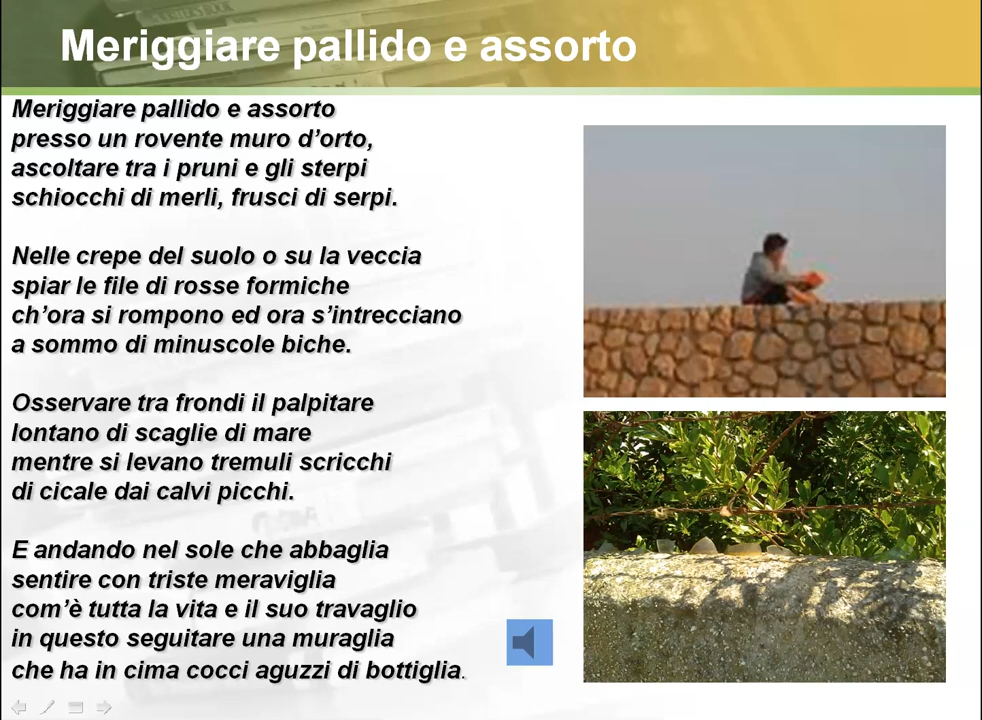 Meriggiare pallido e assorto
Meriggiare pallido e assorto
presso un rovente muro d’orto,
ascoltare tra i pruni e gli sterpi
schiocchi di merli, frusci di serpi.
Nelle crepe del suolo o su la veccia
spiar le file di rosse formiche
ch’ora si rompono ed ora s’intrecciano
a sommo di minuscole biche.
Osservare tra frondi il palpitare
lontano di scaglie di mare
mentre si levano tremuli scricchi
di cicale dai calvi picchi.
E andando nel sole che abbaglia
sentire con triste meraviglia
com’è tutta la vita e il suo travaglio
in questo seguitare una muraglia
che ha in cima cocci aguzzi di bottiglia.